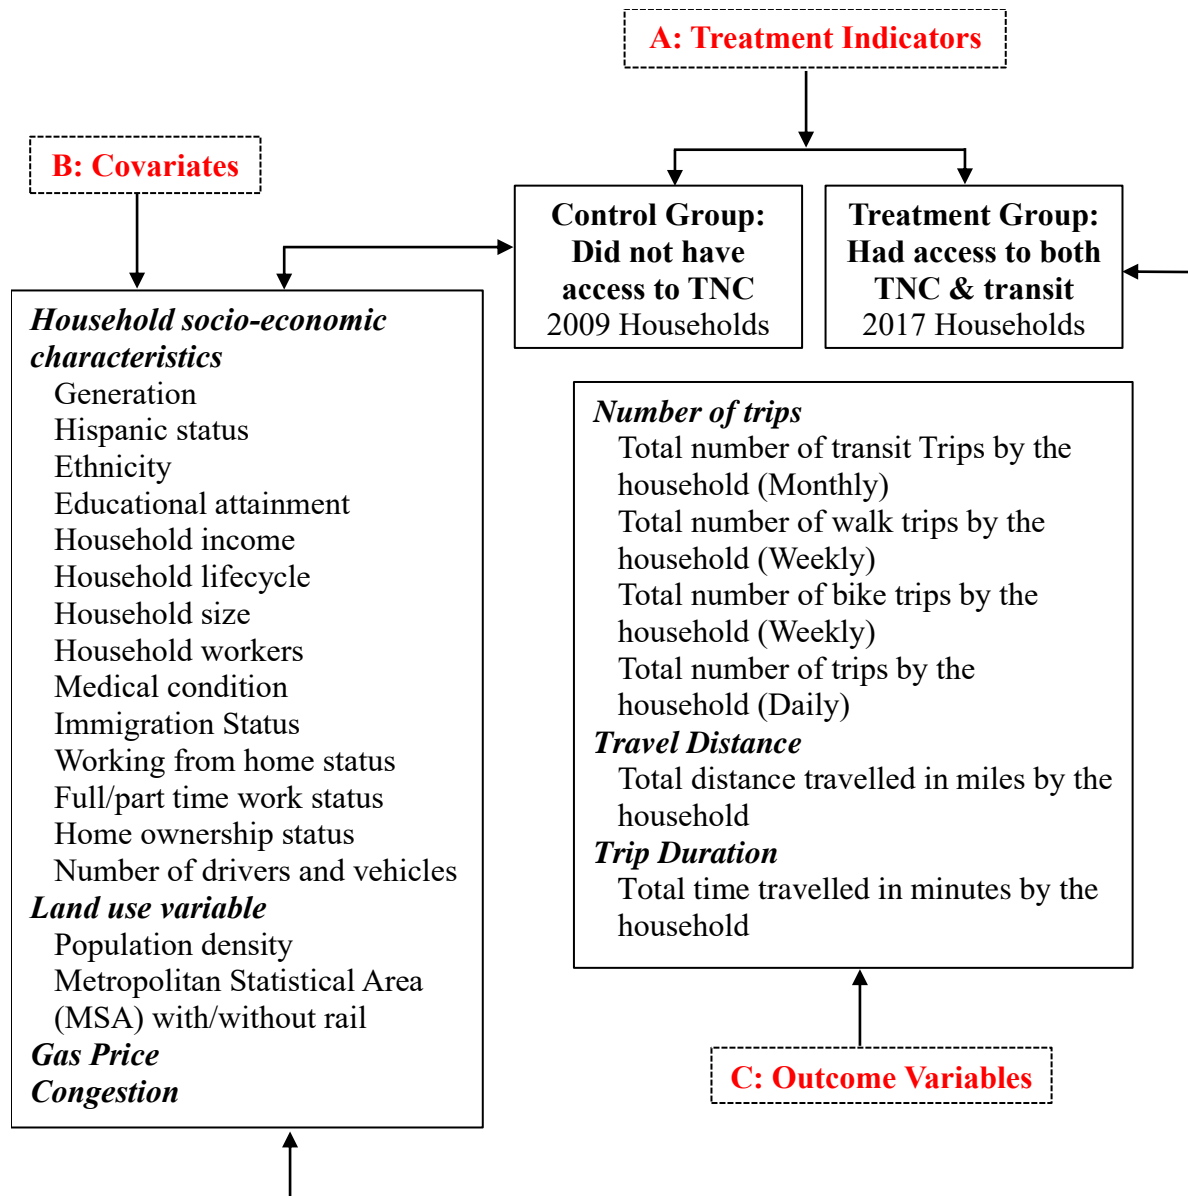 A: Treatment Indicators
B: Covariates
Control Group:
Did not have
access to TNC
2009 Households
Treatment Group:
Had access to both
TNC & transit
2017 Households
Household socio-economic
characteristics
Generation
Hispanic status
Ethnicity
Educational attainment
Household income
Household lifecycle
Household size
Household workers
Medical condition
Immigration Status
Working from home status
Full/part time work status
Home ownership status
Number of drivers and vehicles
Land use variable
Population density
Metropolitan Statistical Area
(MSA) with/without rail
Gas Price
Congestion
Number of trips
Total number of transit Trips by the
household (Monthly)
Total number of walk trips by the
household (Weekly)
Total number of bike trips by the
household (Weekly)
Total number of trips by the
household (Daily)
Travel Distance
Total distance travelled in miles by the
household
Trip Duration
Total time travelled in minutes by the
household
C: Outcome Variables